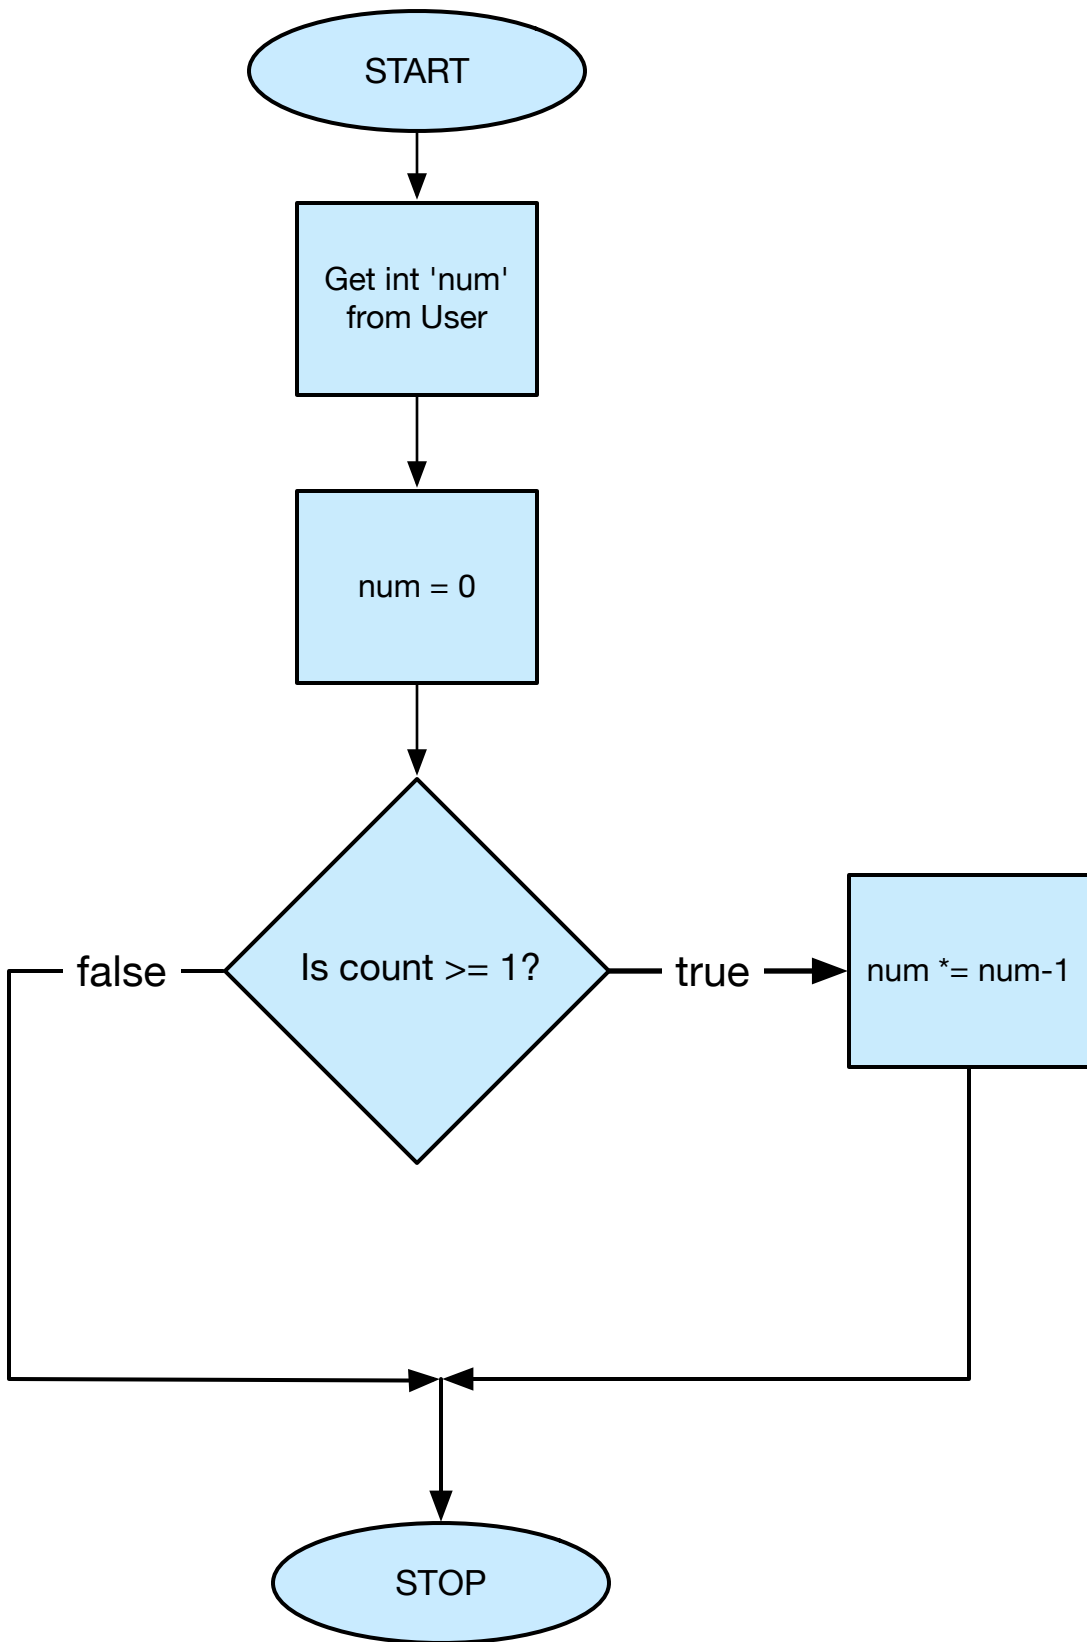 START
Get int 'num'
from User
num = 0
Is count >= 1?
false
true
num *= num-1
STOP